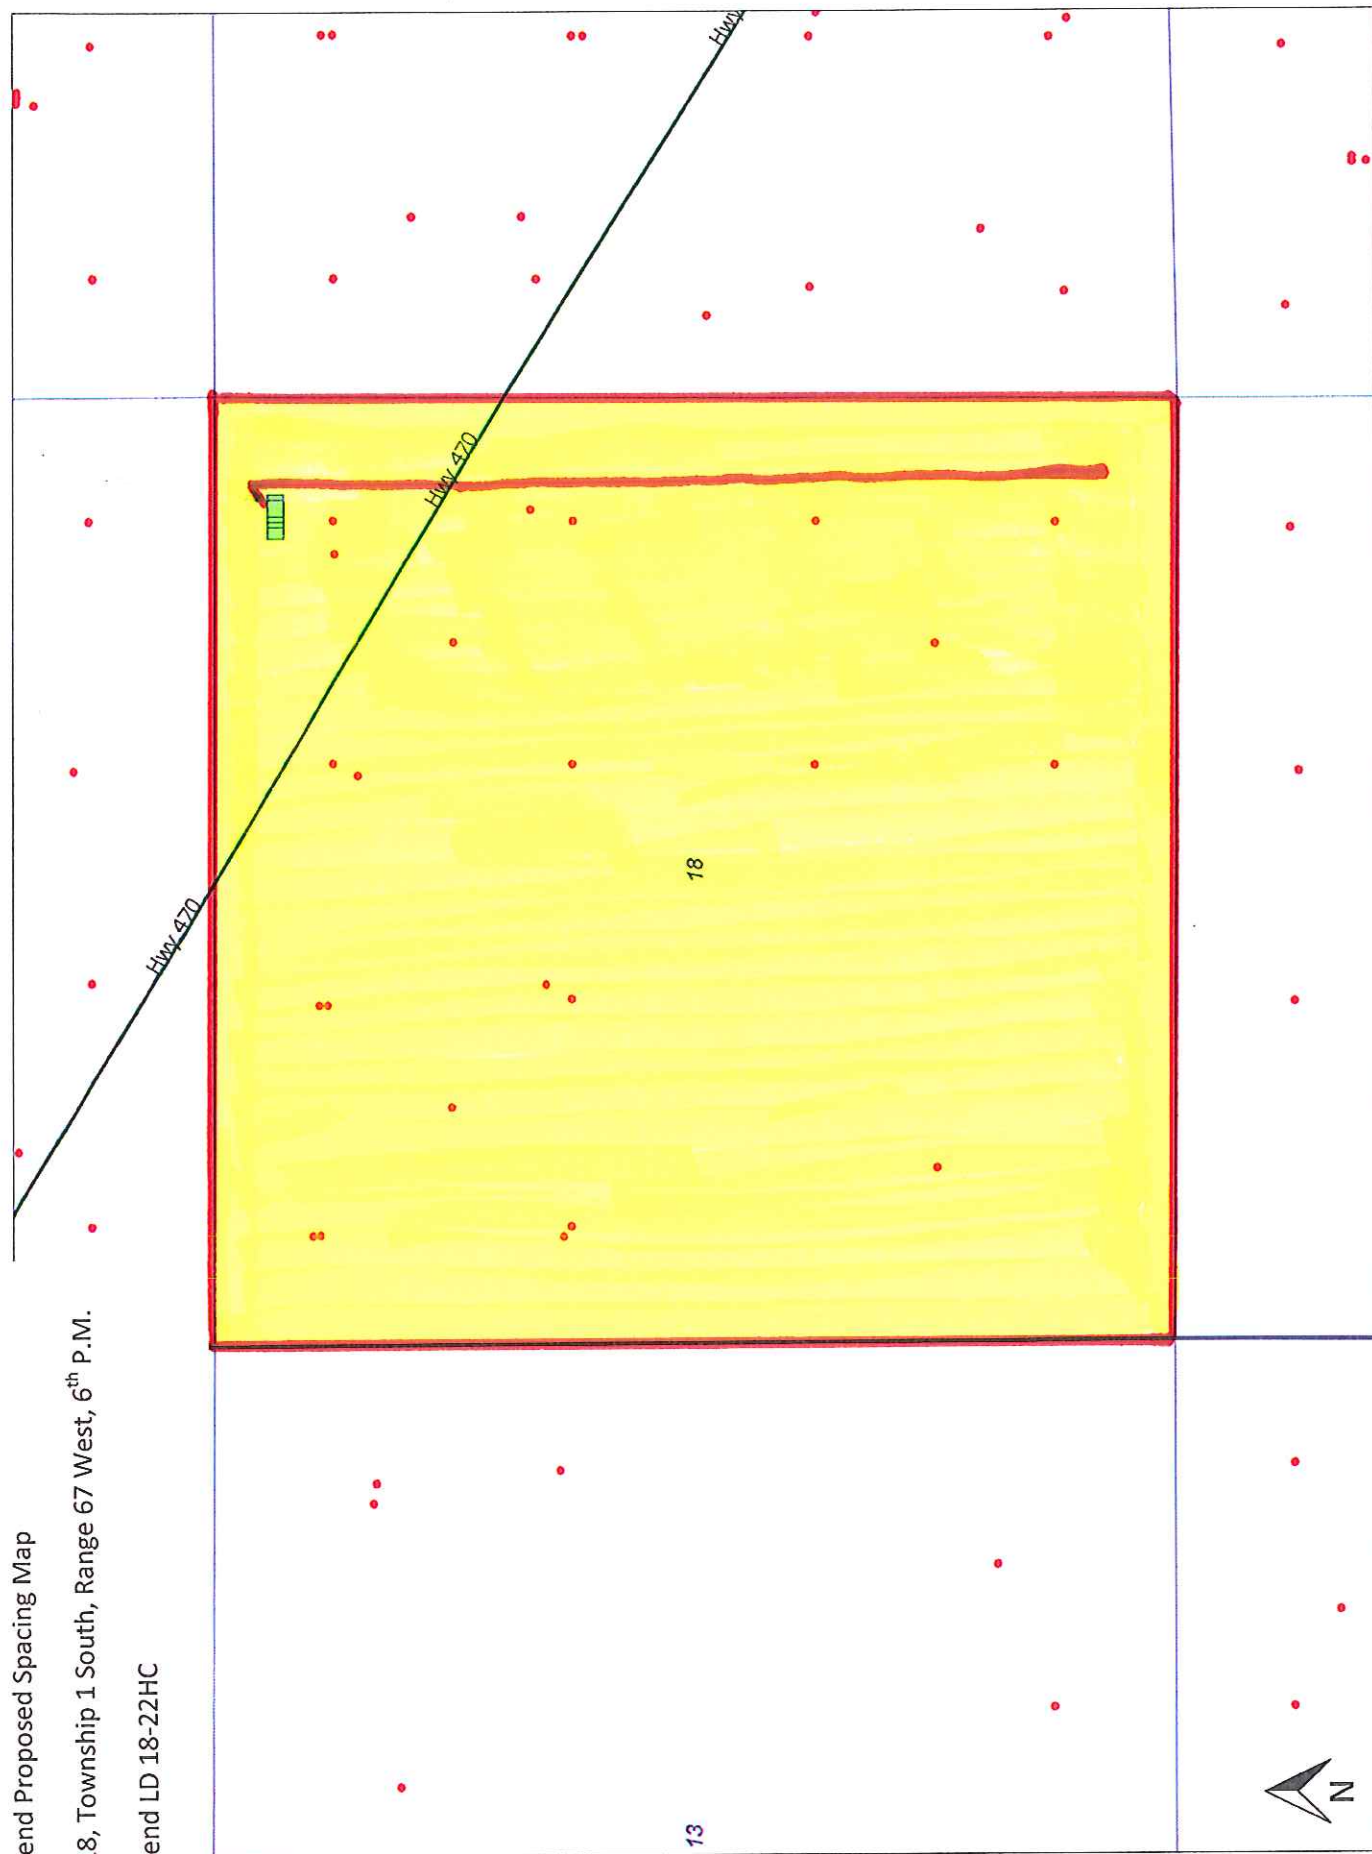 end Proposed Spacing Map
8, Township 1 South, Range 67 West, 6th P.M.
end LD 18-22HC
Hwy 470
Hwy 470
Hwy
18
13
N